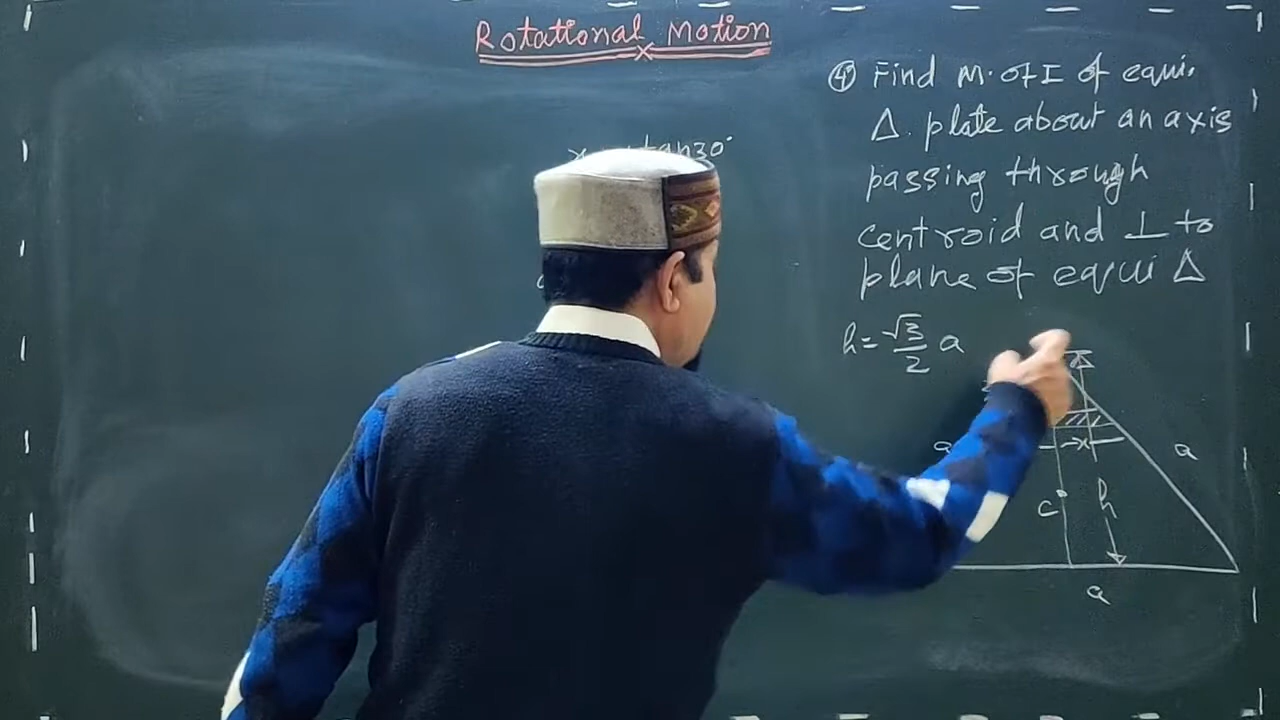 Rotational Motion
④ Find M.of I of equi.
Δ. plate about an axis
passing through
centroid and ⊥ to
plane of equi Δ
tan30°
h = √3/2 a
x
a
c
h
a